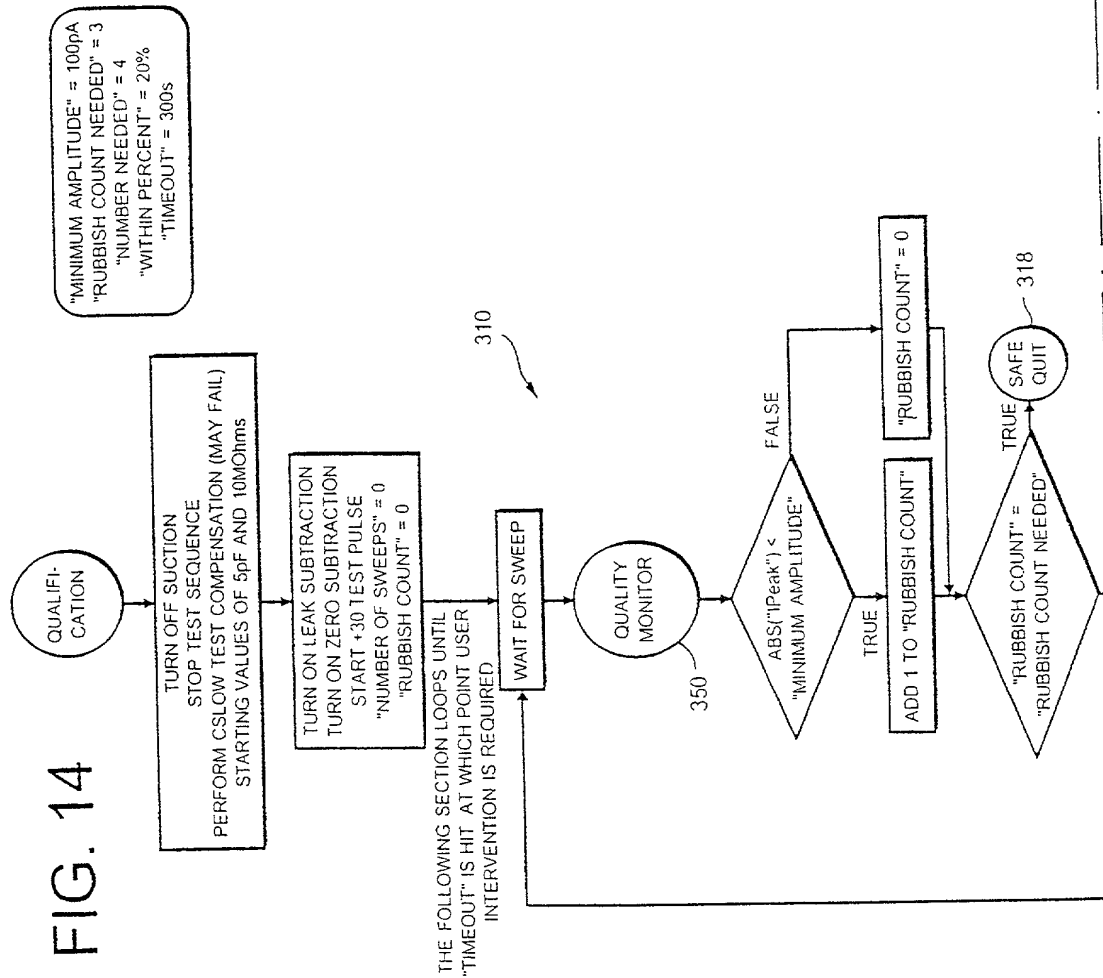 FIG. 14
QUALIFI-
CATION
"MINIMUM AMPLITUDE" = 100pA
"RUBBISH COUNT NEEDED" = 3
"NUMBER NEEDED" = 4
"WITHIN PERCENT" = 20%
"TIMEOUT" = 300s
TURN OFF SUCTION
STOP TEST SEQUENCE
PERFORM CSLOW TEST COMPENSATION (MAY FAIL)
STARTING VALUES OF 5pF AND 10MOhms
TURN ON LEAK SUBTRACTION
TURN ON ZERO SUBTRACTION
START +30 TEST PULSE
"NUMBER OF SWEEPS" = 0
"RUBBISH COUNT" = 0
THE FOLLOWING SECTION LOOPS UNTIL
"TIMEOUT" IS HIT AT WHICH POINT USER
INTERVENTION IS REQUIRED
310
WAIT FOR SWEEP
QUALITY
MONITOR
350
ABS("IPeak") <
"MINIMUM AMPLITUDE"
FALSE
TRUE
ADD 1 TO "RUBBISH COUNT"
"RUBBISH COUNT" = 0
"RUBBISH COUNT" =
"RUBBISH COUNT NEEDED"
TRUE
SAFE
QUIT
318